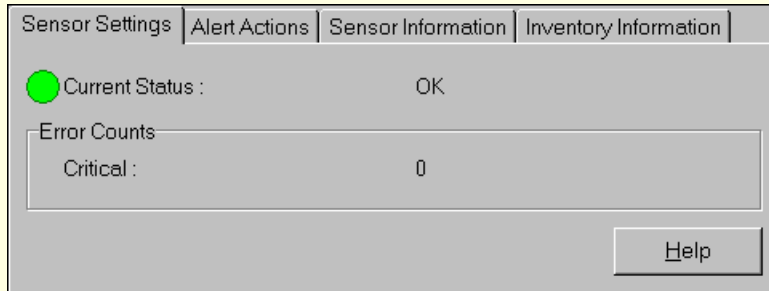 Sensor Settings Alert Actions Sensor Information Inventory Information
Current Status : OK
Error Counts
Critical : 0
Help